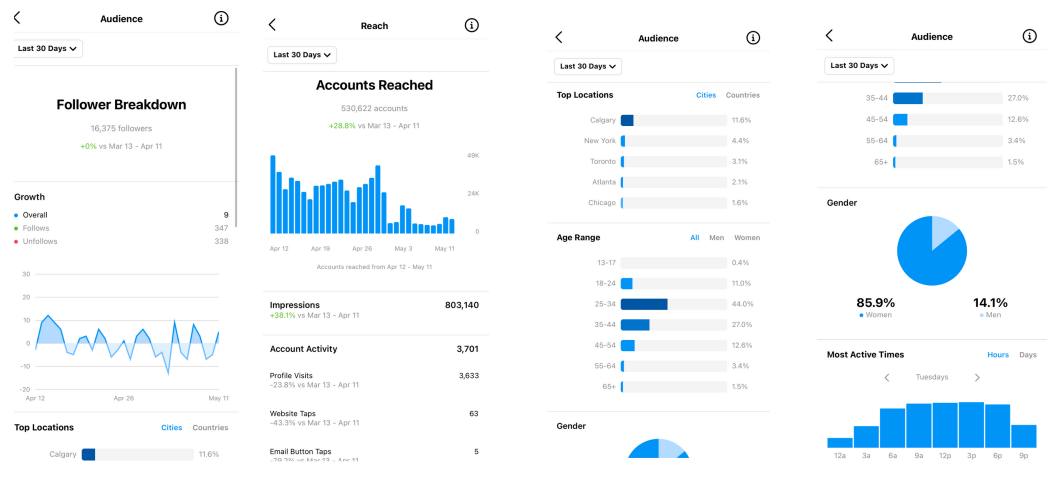 Audience
Last 30 Days
Follower Breakdown
16,375 followers
+0% vs Mar 13 - Apr 11
Growth
Overall 9
Follows 347
Unfollows 338
30
20
10
0
-10
-20
Apr 12 Apr 26 May 11
Top Locations Cities Countries
Calgary 11.6%
Reach
Last 30 Days
Accounts Reached
530,622 accounts
+28.8% vs Mar 13 - Apr 11
49K
24K
0
Apr 12 Apr 19 Apr 26 May 3 May 11
Accounts reached from Apr 12 - May 11
Impressions 803,140
+38.1% vs Mar 13 - Apr 11
Account Activity 3,701
Profile Visits 3,633
-23.8% vs Mar 13 - Apr 11
Website Taps 63
-43.3% vs Mar 13 - Apr 11
Email Button Taps 5
-79.2% vs Mar 13 - Apr 11
Audience
Last 30 Days
Top Locations Cities Countries
Calgary 11.6%
New York 4.4%
Toronto 3.1%
Atlanta 2.1%
Chicago 1.6%
Age Range All Men Women
13-17 0.4%
18-24 11.0%
25-34 44.0%
35-44 27.0%
45-54 12.6%
55-64 3.4%
65+ 1.5%
Gender
Audience
Last 30 Days
35-44 27.0%
45-54 12.6%
55-64 3.4%
65+ 1.5%
Gender
85.9% 14.1%
Women Men
Most Active Times Hours Days
Tuesdays
12a 3a 6a 9a 12p 3p 6p 9p